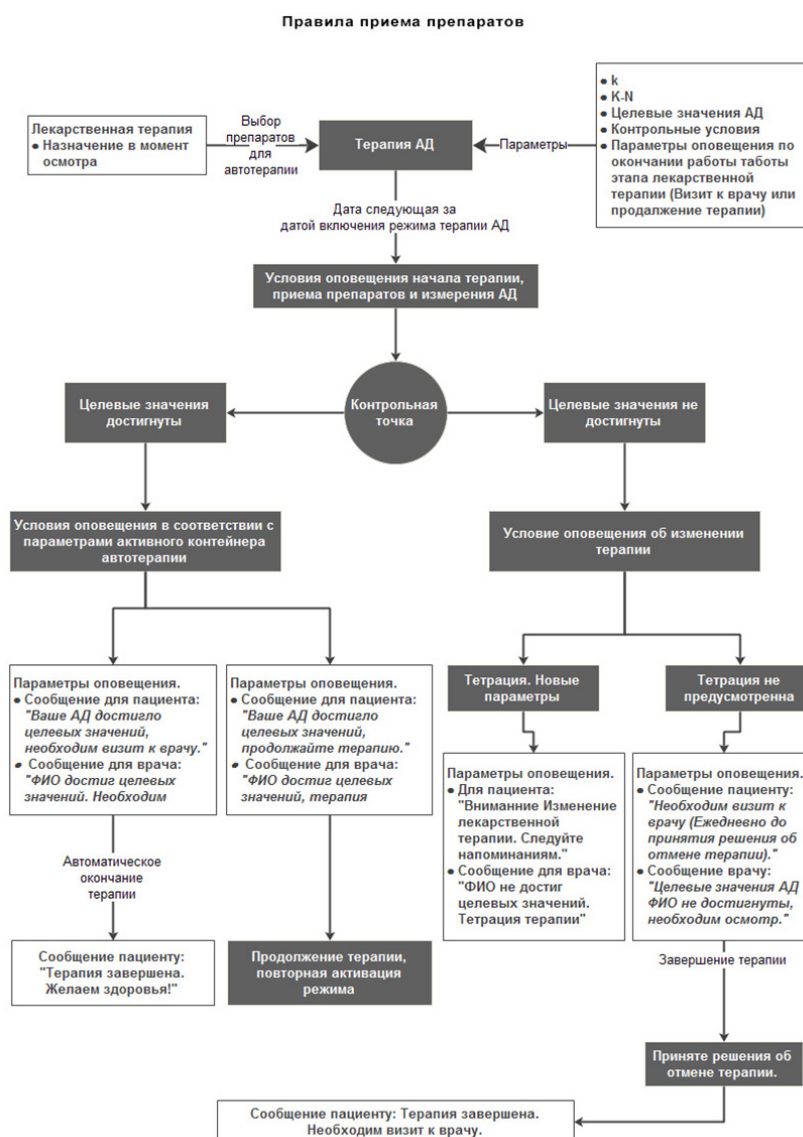 Правила приема препаратов
Лекарственная терапия
● Назначение в момент
осмотра
Выбор
препаратов
для
автотерапии
Терапия АД
Параметры
● k
● K-N
● Целевые значения АД
● Контрольные условия
● Параметры оповещения по
окончании работы таботы
этапа лекарственной
терапии (Визит к врачу или
продалжение терапии)
Дата следующая за
датой включения режима терапии АД
Условия оповещения начала терапии,
приема препаратов и измерения АД
Целевые значения
достигнуты
Контрольная
точка
Целевые значения не
достигнуты
Условия оповещения в соответствии с
параметрами активного контейнера
автотерапии
Условие оповещения об изменении
терапии
Параметры оповещения.
● Сообщение для пациента:
"Ваше АД достигло
целевых значений,
необходим визит к врачу."
● Сообщение для врача:
"ФИО достиг целевых
значений. Необходим
Параметры оповещения.
● Сообщение для пациента:
"Ваше АД достигло
целевых значений,
продолжайте терапию."
● Сообщение для врача:
"ФИО достиг целевых
значений, терапия
Тетрация. Новые
параметры
Тетрация не
предусмотренна
Параметры оповещения.
● Для пациента:
"Вниманние Изменение
лекарственной
терапии. Следуйте
напоминаниям."
● Сообщение для врача:
"ФИО не достиг
целевых значений.
Тетрация терапии"
Параметры оповещения.
● Сообщение пациенту:
"Необходим визит к
врачу (Ежедневно до
принятия решения об
отмене терапии)."
● Сообщение врачу:
"Целевые значения АД
ФИО не достигнуты,
необходим осмотр."
Автоматическое
окончание
терапии
Сообщение пациенту:
"Терапия завершена.
Желаем здоровья!"
Продолжение терапии,
повторная активация
режима
Завершение терапии
Приняте решения об
отмене терапии.
Сообщение пациенту: Терапия завершена.
Необходим визит к врачу.